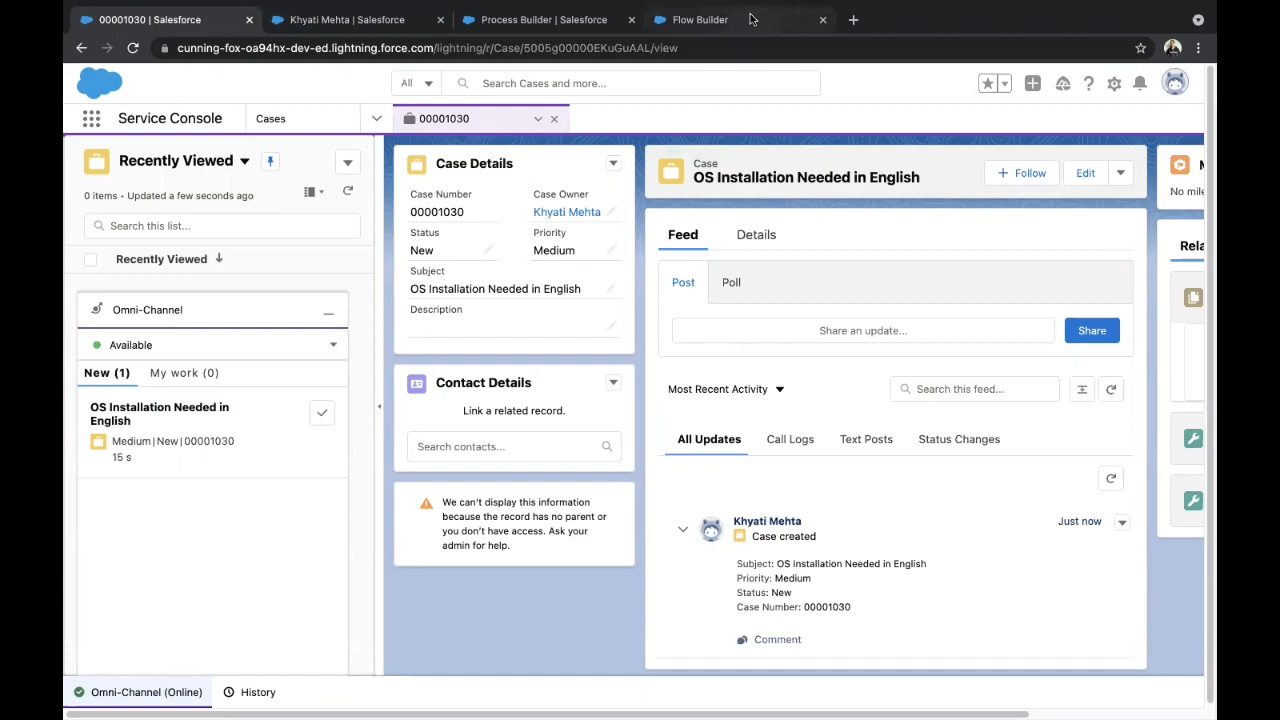 00001030 | Salesforce
Khyati Mehta | Salesforce
Process Builder | Salesforce
Flow Builder
cunning-fox-oa94hx-dev-ed.lightning.force.com/lightning/r/Case/5005g00000EKuGuAAL/view
All
Search Cases and more...
Service Console
Cases
00001030
Recently Viewed
0 items • Updated a few seconds ago
Search this list...
Recently Viewed
Omni-Channel
Available
New (1)
My work (0)
OS Installation Needed in
English
Medium | New | 00001030
15 s
Case Details
Case Number
Case Owner
00001030
Khyati Mehta
Status
Priority
New
Medium
Subject
OS Installation Needed in English
Description
Contact Details
Link a related record.
Search contacts...
We can't display this information
because the record has no parent or
you don't have access. Ask your
admin for help.
Case
OS Installation Needed in English
Follow
Edit
Feed
Details
Post
Poll
Share an update...
Share
Most Recent Activity
Search this feed...
All Updates
Call Logs
Text Posts
Status Changes
Khyati Mehta
Just now
Case created
Subject: OS Installation Needed in English
Priority: Medium
Status: New
Case Number: 00001030
Comment
No mile
Rela
Omni-Channel (Online)
History